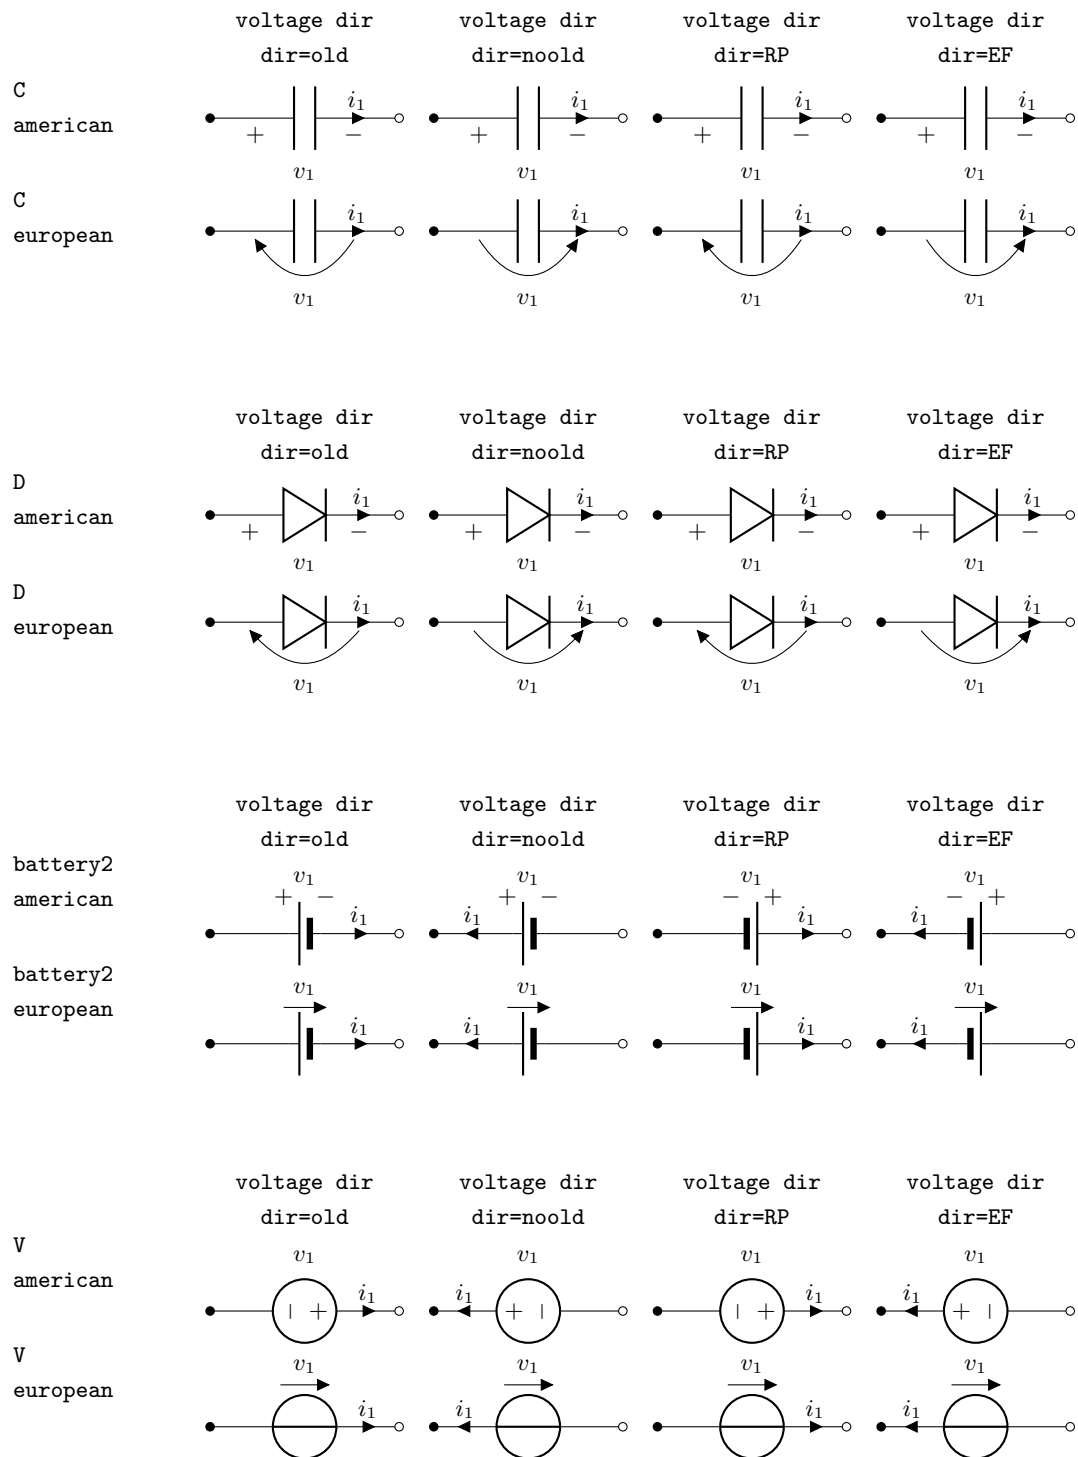 voltage dir voltage dir voltage dir voltage dir
dir=old dir=noold dir=RP dir=EF
C
american
i₁ i₁ i₁ i₁
+ − + − + − + −
v₁ v₁ v₁ v₁
C
european
i₁ i₁ i₁ i₁
v₁ v₁ v₁ v₁
voltage dir voltage dir voltage dir voltage dir
dir=old dir=noold dir=RP dir=EF
D
american
i₁ i₁ i₁ i₁
+ − + − + − + −
v₁ v₁ v₁ v₁
D
european
i₁ i₁ i₁ i₁
v₁ v₁ v₁ v₁
voltage dir voltage dir voltage dir voltage dir
dir=old dir=noold dir=RP dir=EF
battery2
american
v₁ v₁ v₁ v₁
+ − + − − + − +
i₁ i₁ i₁ i₁
battery2
european
v₁ v₁ v₁ v₁
i₁ i₁ i₁ i₁
voltage dir voltage dir voltage dir voltage dir
dir=old dir=noold dir=RP dir=EF
V
american
v₁ v₁ v₁ v₁
i₁ i₁ i₁ i₁
− + + − − + + −
V
european
v₁ v₁ v₁ v₁
i₁ i₁ i₁ i₁